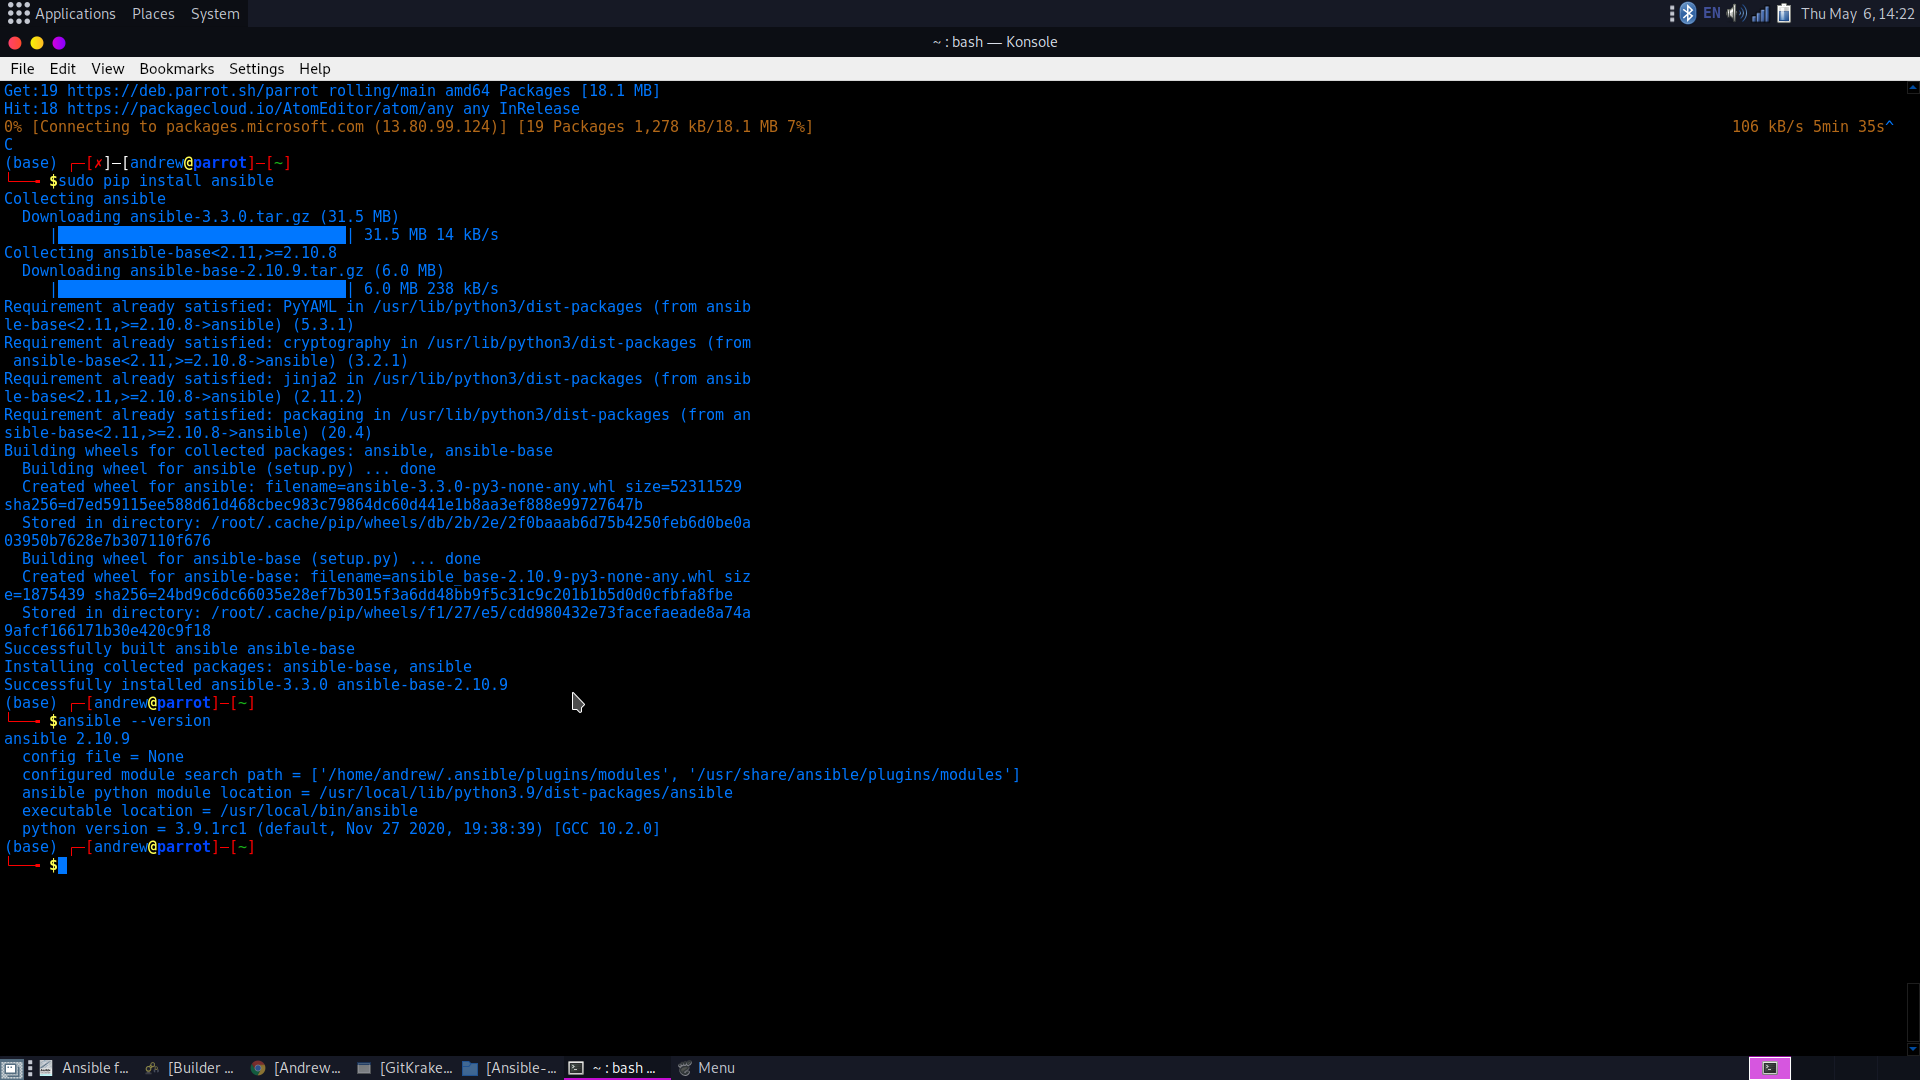 Applications Places System EN Thu May 6, 14:22
~ : bash — Konsole
File Edit View Bookmarks Settings Help
Get:19 https://deb.parrot.sh/parrot rolling/main amd64 Packages [18.1 MB]
Hit:18 https://packagecloud.io/AtomEditor/atom/any any InRelease
0% [Connecting to packages.microsoft.com (13.80.99.124)] [19 Packages 1,278 kB/18.1 MB 7%] 106 kB/s 5min 35s^
C
(base) ┌─[✗]─[andrew@parrot]─[~]
└──╼ $sudo pip install ansible
Collecting ansible
  Downloading ansible-3.3.0.tar.gz (31.5 MB)
     |████████████████████████████████| 31.5 MB 14 kB/s
Collecting ansible-base<2.11,>=2.10.8
  Downloading ansible-base-2.10.9.tar.gz (6.0 MB)
     |████████████████████████████████| 6.0 MB 238 kB/s
Requirement already satisfied: PyYAML in /usr/lib/python3/dist-packages (from ansib
le-base<2.11,>=2.10.8->ansible) (5.3.1)
Requirement already satisfied: cryptography in /usr/lib/python3/dist-packages (from
 ansible-base<2.11,>=2.10.8->ansible) (3.2.1)
Requirement already satisfied: jinja2 in /usr/lib/python3/dist-packages (from ansib
le-base<2.11,>=2.10.8->ansible) (2.11.2)
Requirement already satisfied: packaging in /usr/lib/python3/dist-packages (from an
sible-base<2.11,>=2.10.8->ansible) (20.4)
Building wheels for collected packages: ansible, ansible-base
  Building wheel for ansible (setup.py) ... done
  Created wheel for ansible: filename=ansible-3.3.0-py3-none-any.whl size=52311529
sha256=d7ed59115ee588d61d468cbec983c79864dc60d441e1b8aa3ef888e99727647b
  Stored in directory: /root/.cache/pip/wheels/db/2b/2e/2f0baaab6d75b4250feb6d0be0a
03950b7628e7b307110f676
  Building wheel for ansible-base (setup.py) ... done
  Created wheel for ansible-base: filename=ansible_base-2.10.9-py3-none-any.whl siz
e=1875439 sha256=24bd9c6dc66035e28ef7b3015f3a6dd48bb9f5c31c9c201b1b5d0d0cfbfa8fbe
  Stored in directory: /root/.cache/pip/wheels/f1/27/e5/cdd980432e73facefaeade8a74a
9afcf166171b30e420c9f18
Successfully built ansible ansible-base
Installing collected packages: ansible-base, ansible
Successfully installed ansible-3.3.0 ansible-base-2.10.9
(base) ┌─[andrew@parrot]─[~]
└──╼ $ansible --version
ansible 2.10.9
  config file = None
  configured module search path = ['/home/andrew/.ansible/plugins/modules', '/usr/share/ansible/plugins/modules']
  ansible python module location = /usr/local/lib/python3.9/dist-packages/ansible
  executable location = /usr/local/bin/ansible
  python version = 3.9.1rc1 (default, Nov 27 2020, 19:38:39) [GCC 10.2.0]
(base) ┌─[andrew@parrot]─[~]
└──╼ $
Ansible f... [Builder ... [Andrew... [GitKrake... [Ansible-... ~ : bash ... Menu